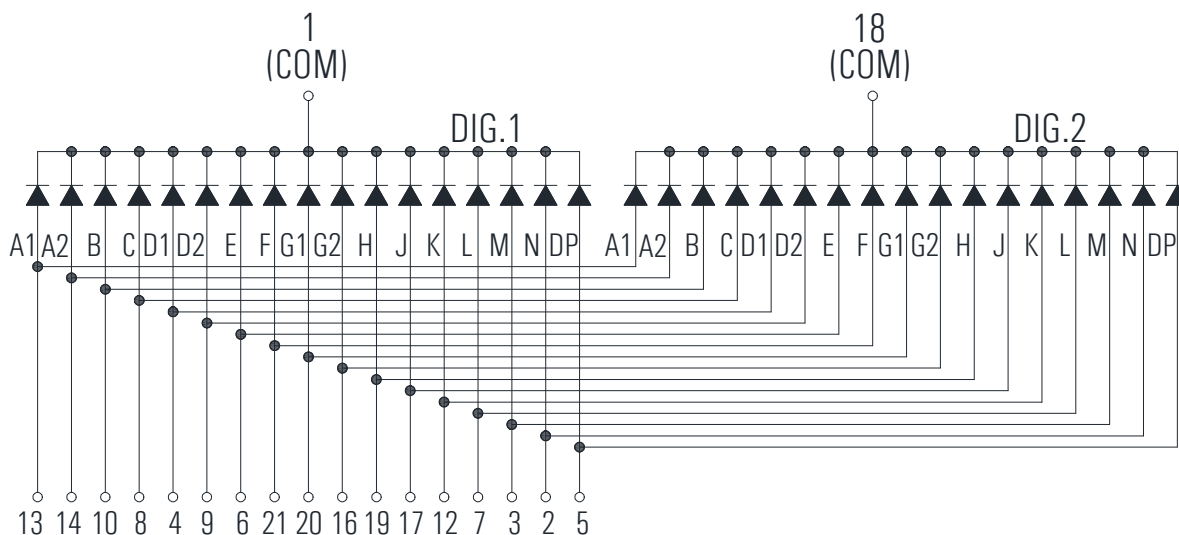 1
(COM)
18
(COM)
DIG.1
DIG.2
A1 A2 B C D1 D2 E F G1 G2 H J K L M N DP
A1 A2 B C D1 D2 E F G1 G2 H J K L M N DP
13 14 10 8 4 9 6 21 20 16 19 17 12 7 3 2 5